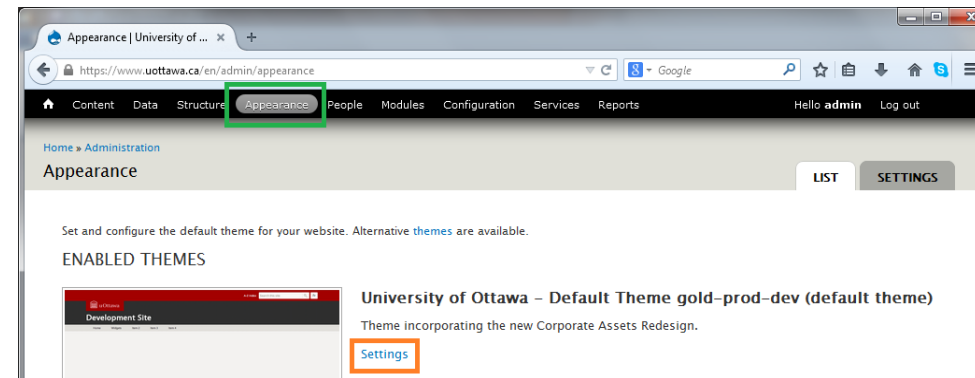 Appearance | University of ... × +
https://www.uottawa.ca/en/admin/appearance Google
Content Data Structure Appearance People Modules Configuration Services Reports Hello admin Log out
Home » Administration
Appearance LIST SETTINGS
Set and configure the default theme for your website. Alternative themes are available.
ENABLED THEMES
uOttawa
Development Site
University of Ottawa – Default Theme gold-prod-dev (default theme)
Theme incorporating the new Corporate Assets Redesign.
Settings